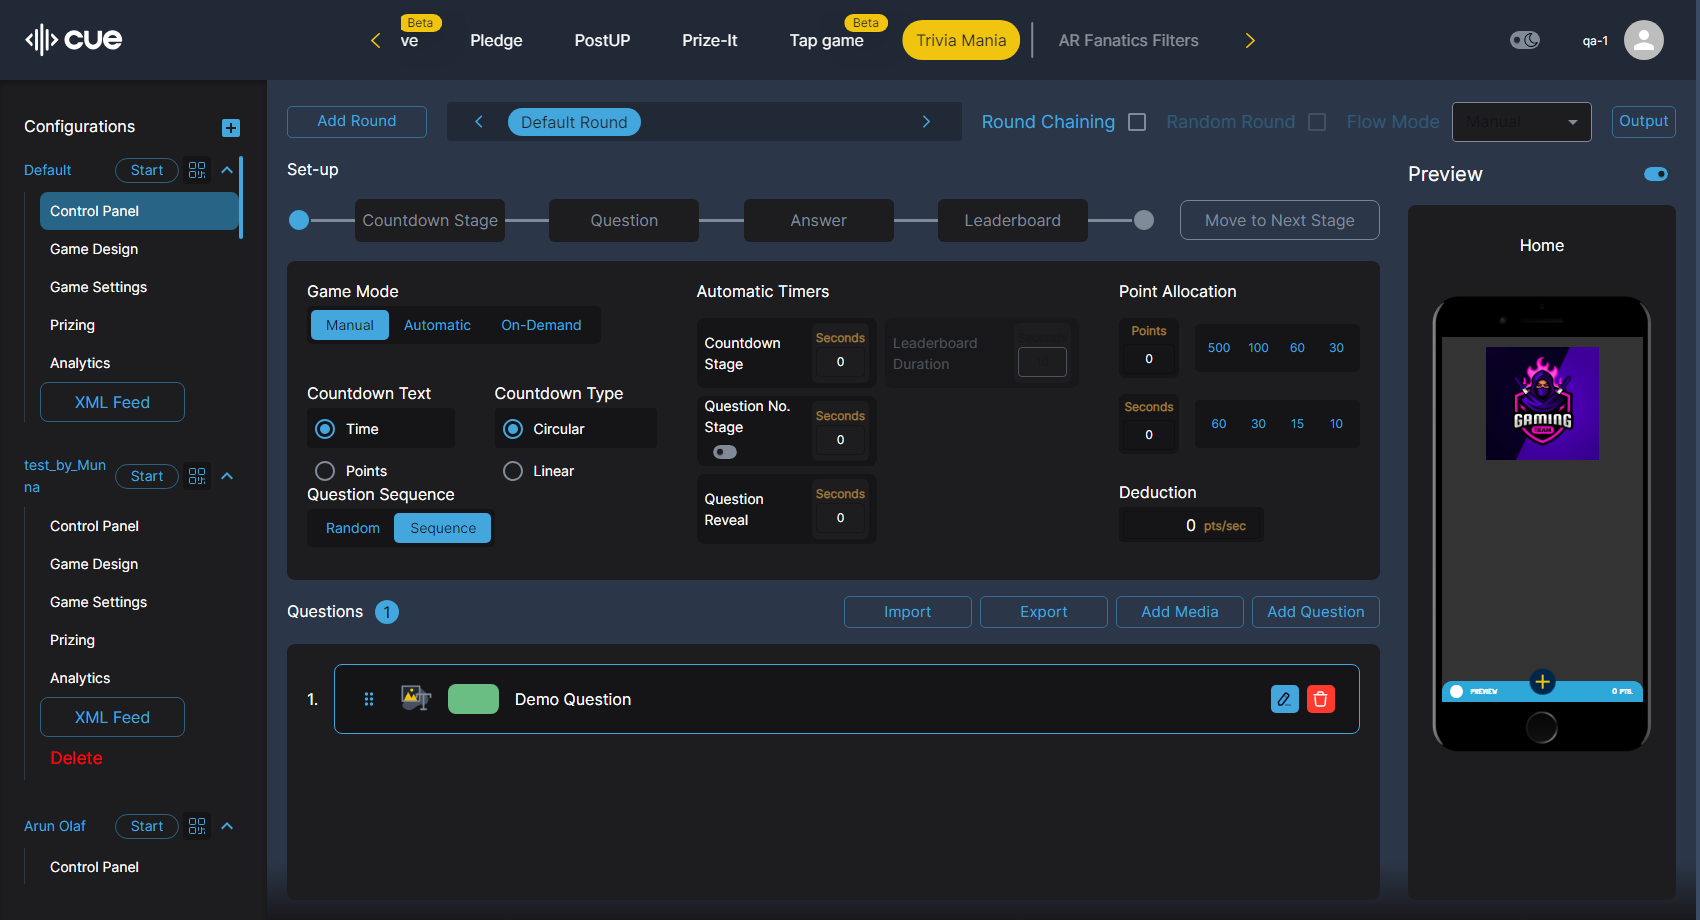 cue
Beta
ve
Pledge
PostUP
Prize-It
Beta
Tap game
Trivia Mania
AR Fanatics Filters
qa-1
Configurations
Default
Start
Control Panel
Game Design
Game Settings
Prizing
Analytics
XML Feed
test_by_Mun
na
Start
Control Panel
Game Design
Game Settings
Prizing
Analytics
XML Feed
Delete
Arun Olaf
Start
Control Panel
Add Round
Default Round
Round Chaining
Random Round
Flow Mode
Manual
Output
Set-up
Countdown Stage
Question
Answer
Leaderboard
Move to Next Stage
Game Mode
Manual
Automatic
On-Demand
Countdown Text
Time
Points
Countdown Type
Circular
Linear
Question Sequence
Random
Sequence
Automatic Timers
Countdown
Stage
Seconds
0
Leaderboard
Duration
Question No.
Stage
Seconds
0
Question
Reveal
Seconds
0
Point Allocation
Points
0
500
100
60
30
Seconds
0
60
30
15
10
Deduction
0 pts/sec
Questions 1
Import
Export
Add Media
Add Question
1.
Demo Question
Preview
Home
GAMING
TEAM
PREVIEW
0 PTS.